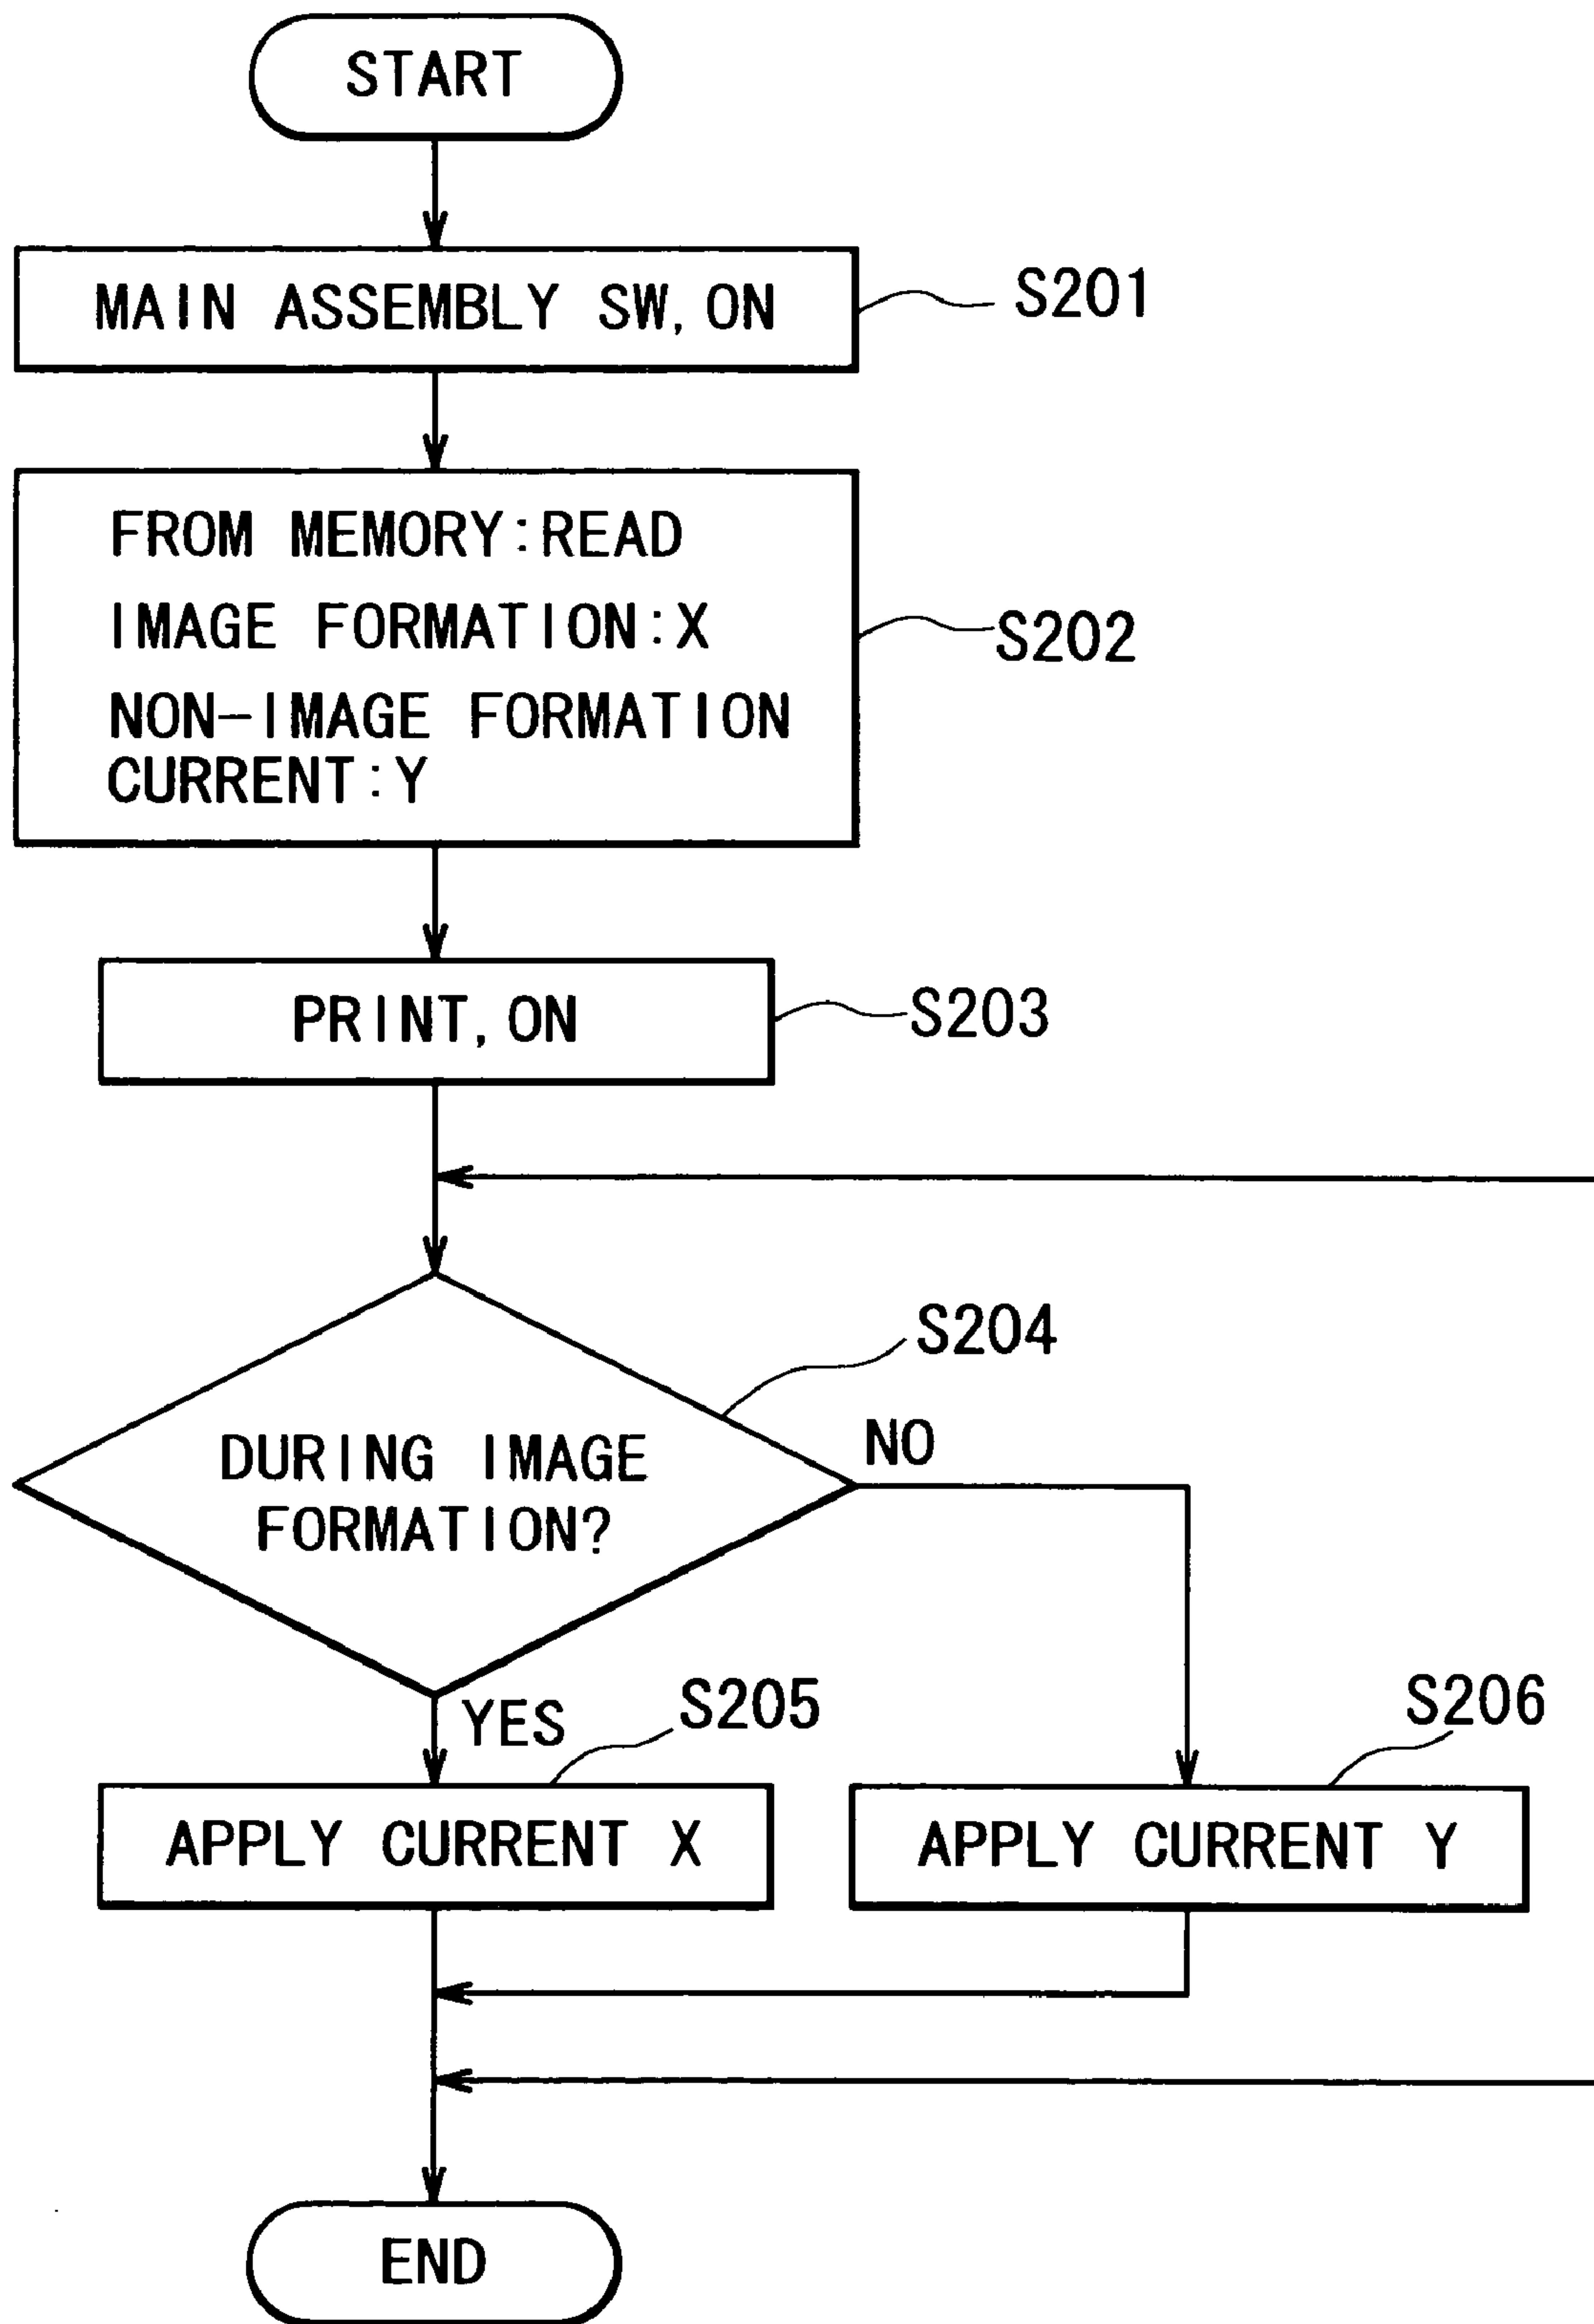 START
MAIN ASSEMBLY SW, ON
S201
FROM MEMORY:READ
IMAGE FORMATION:X
NON-IMAGE FORMATION
CURRENT:Y
S202
PRINT, ON
S203
S204
DURING IMAGE
FORMATION?
NO
YES
S205
S206
APPLY CURRENT X
APPLY CURRENT Y
END